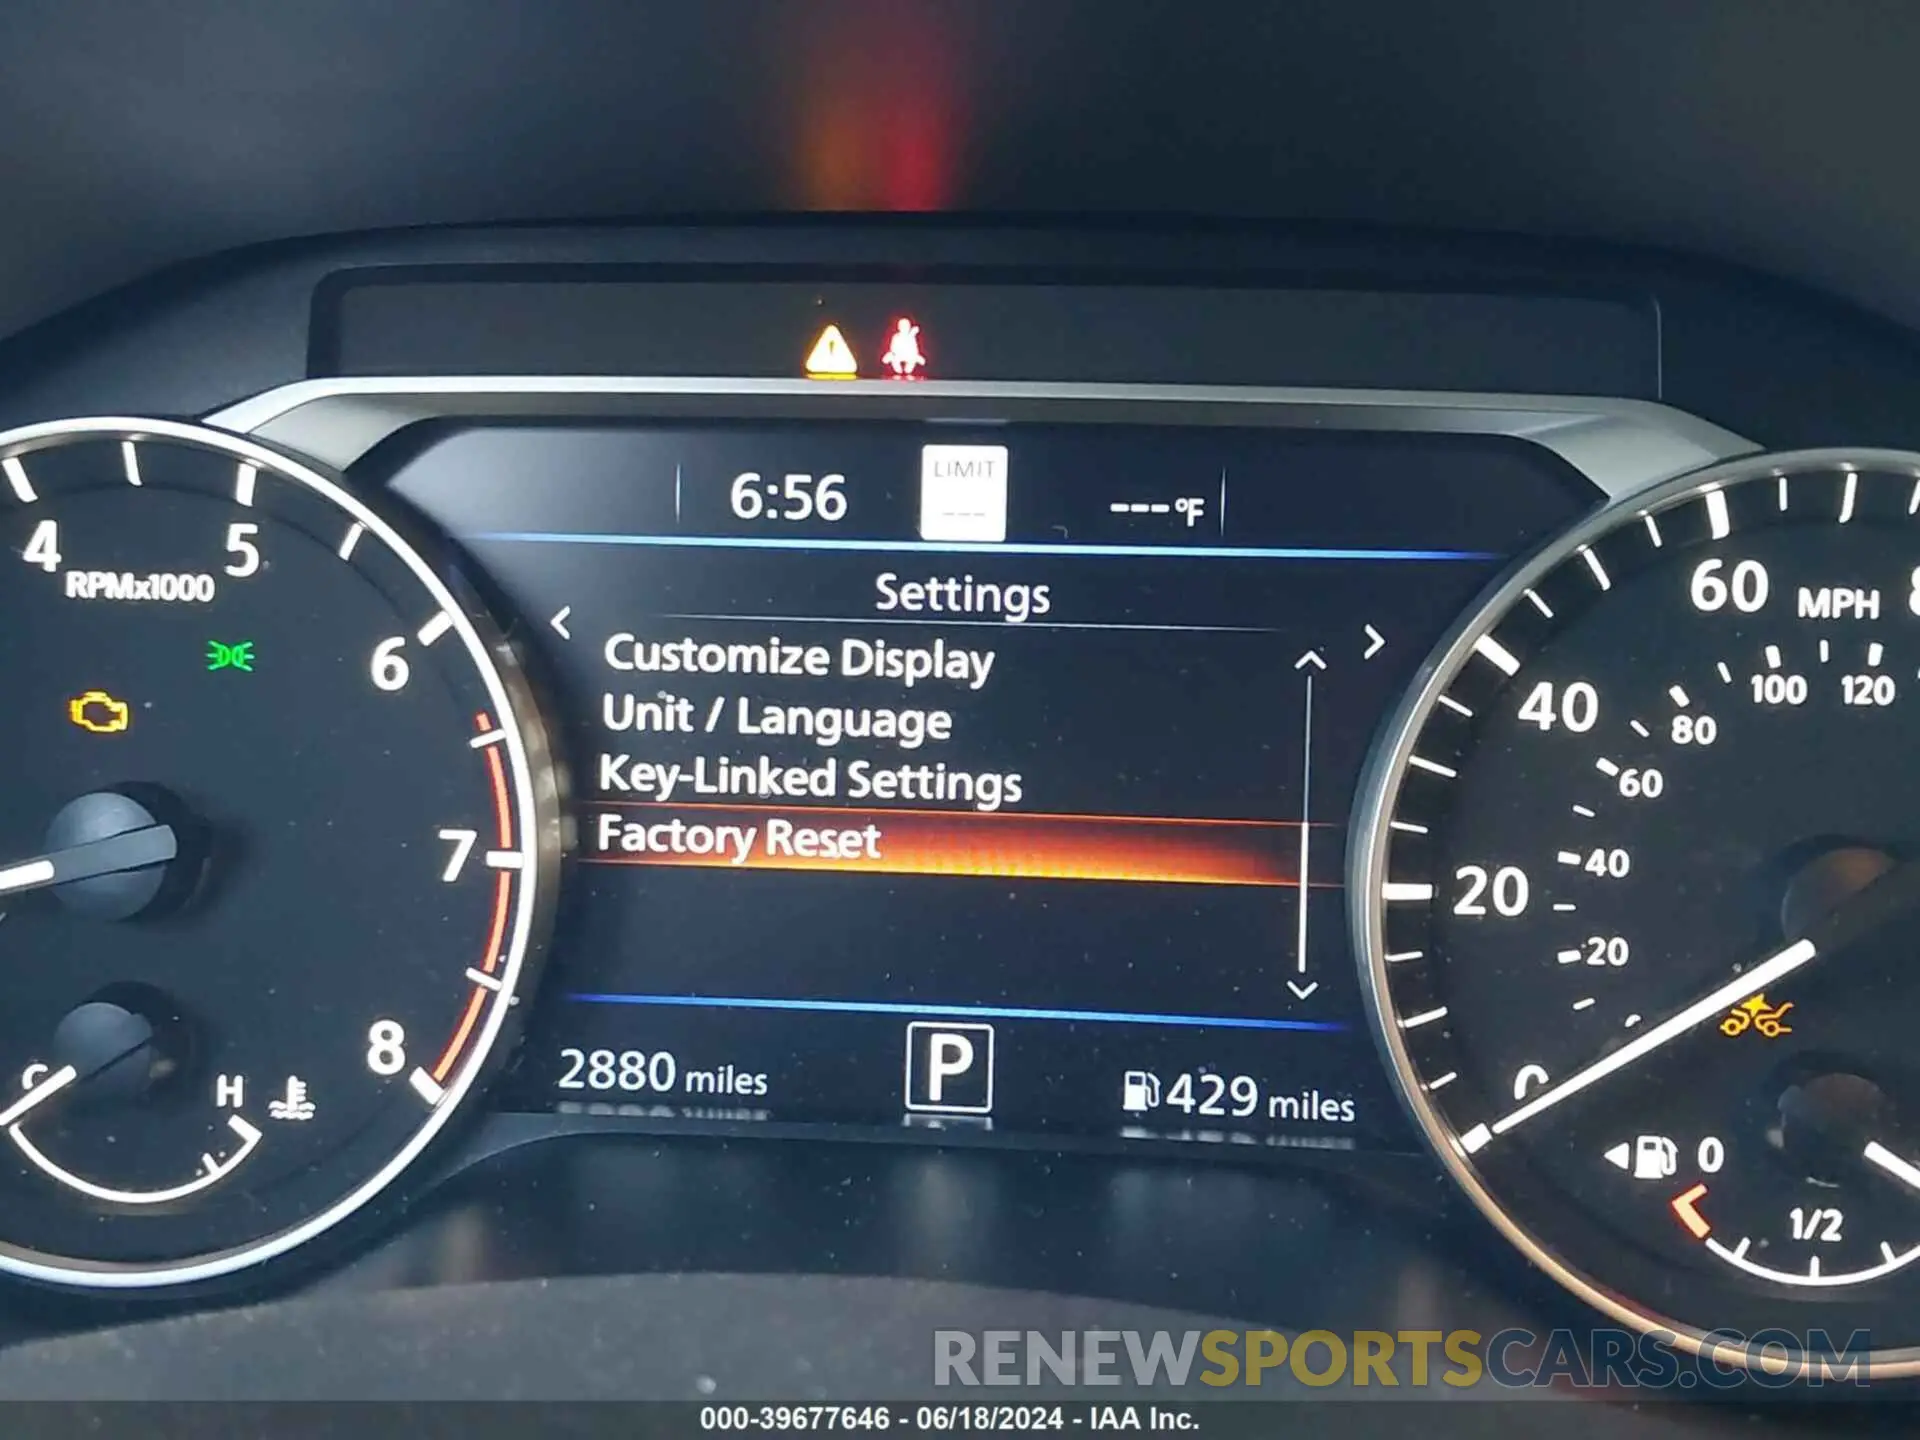 6:56
LIMIT
---
---°F
4
5
RPMx1000
6
7
8
C
H
Settings
Customize Display
Unit / Language
Key-Linked Settings
Factory Reset
2880 miles
P
429 miles
60
MPH
40
20
0
120
100
80
60
40
20
0
1/2
RENEWSPORTSCARS.COM
000-39677646 - 06/18/2024 - IAA Inc.